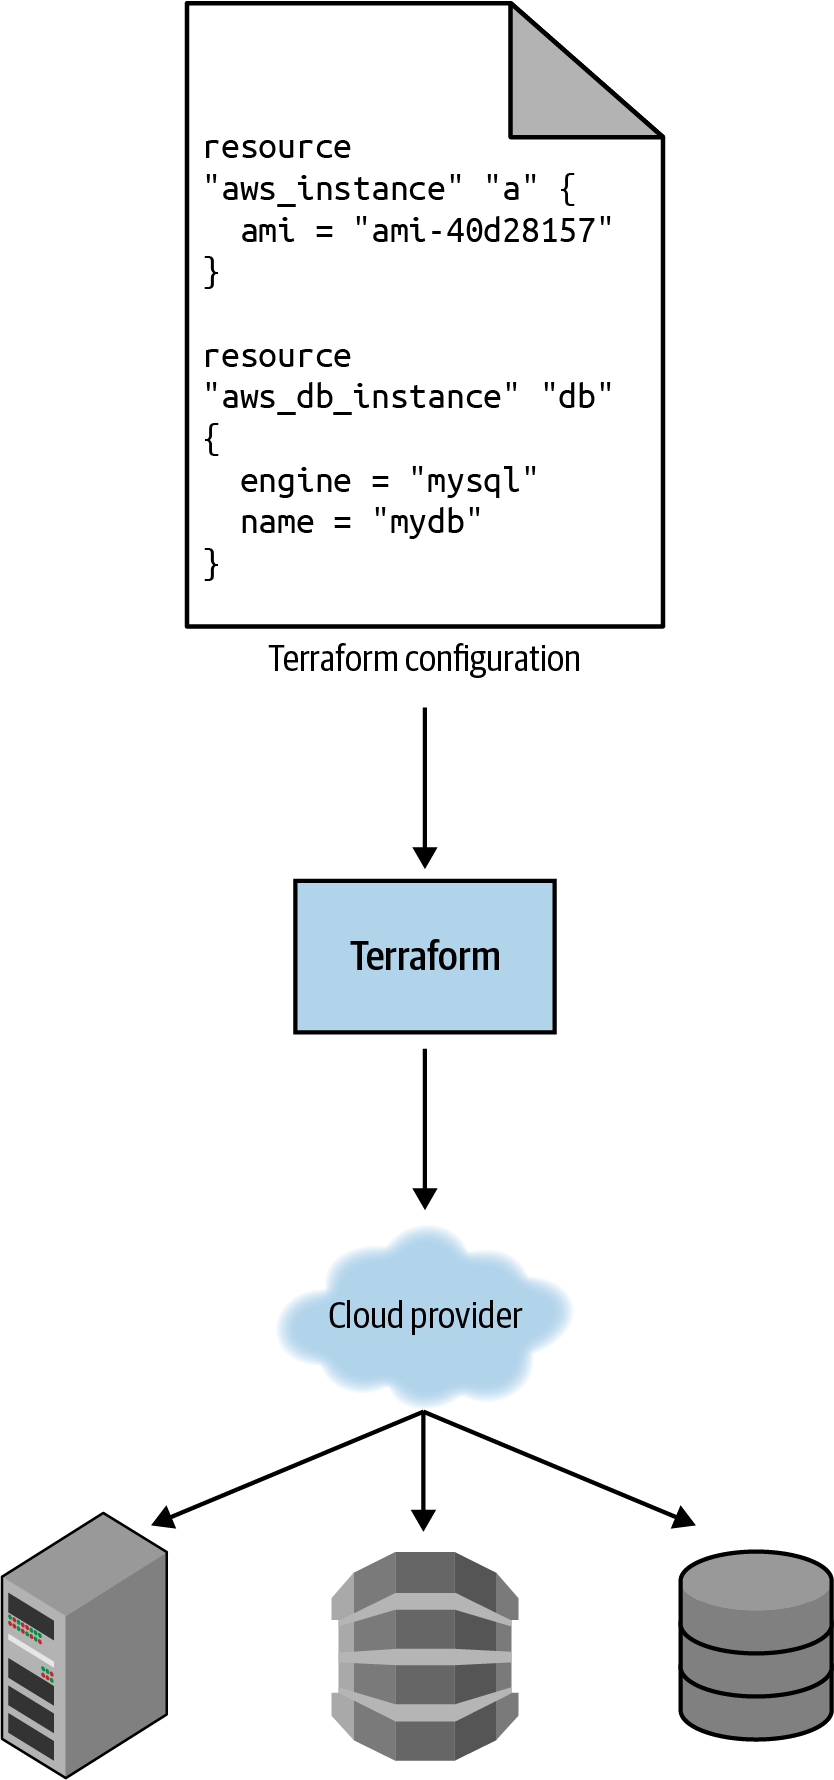 resource
"aws_instance" "a" {
  ami = "ami-40d28157"
}
resource
"aws_db_instance" "db"
{
  engine = "mysql"
  name = "mydb"
}
Terraform configuration
Terraform
Cloud provider